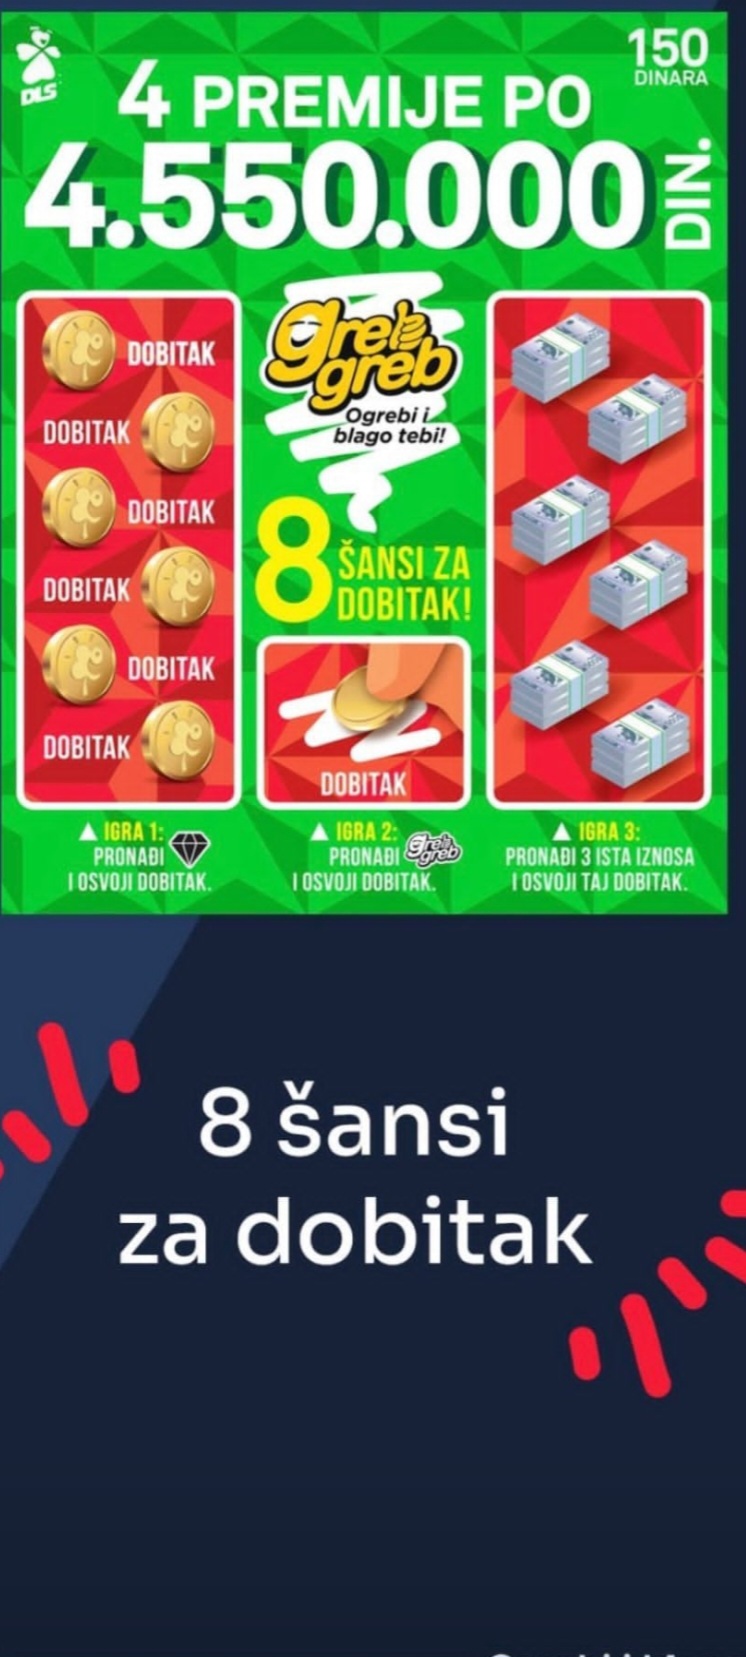 DLS
150
DINARA
4 PREMIJE PO
4.550.000
DIN.
DOBITAK
DOBITAK
DOBITAK
DOBITAK
DOBITAK
DOBITAK
greb
greb
Ogrebi i
blago tebi!
8
ŠANSI ZA
DOBITAK!
DOBITAK
IGRA 1:
PRONAĐI
I OSVOJI DOBITAK.
IGRA 2:
PRONAĐI greb
greb
I OSVOJI DOBITAK.
IGRA 3:
PRONAĐI 3 ISTA IZNOSA
I OSVOJI TAJ DOBITAK.
8 šansi
za dobitak